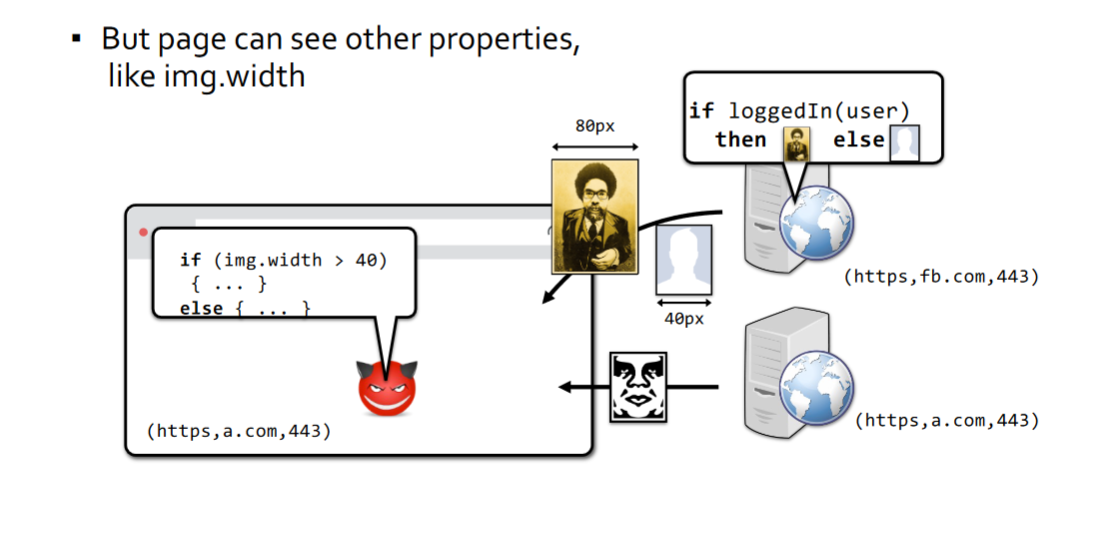 ▪ But page can see other properties,
like img.width
if loggedIn(user)
then else
80px
if (img.width > 40)
{ ... }
else { ... }
(https,fb.com,443)
40px
(https,a.com,443)
(https,a.com,443)